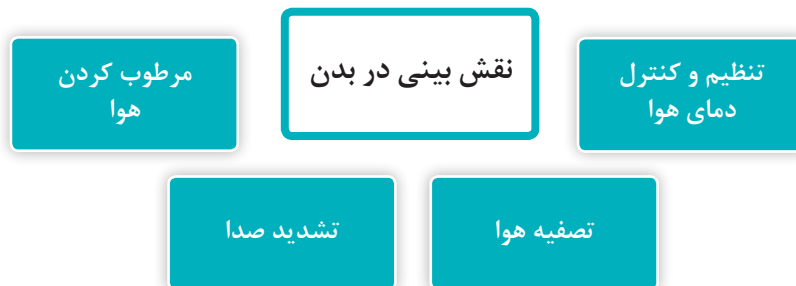 نقش بینی در بدن
تنظیم و کنترل
دمای هوا
مرطوب کردن
هوا
تصفیه هوا
تشدید صدا